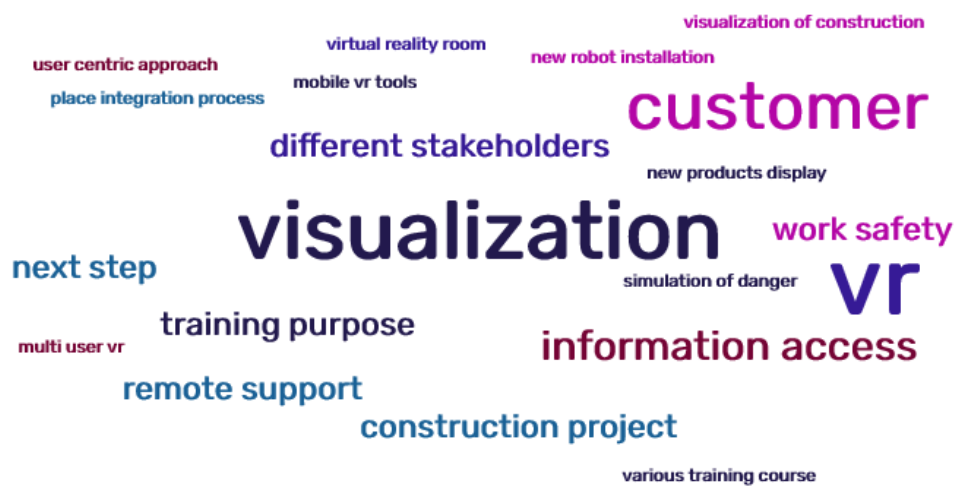 visualization of construction
virtual reality room
new robot installation
user centric approach
mobile vr tools
place integration process
customer
different stakeholders
new products display
visualization
work safety
next step
simulation of danger
vr
training purpose
multi user vr
information access
remote support
construction project
various training course